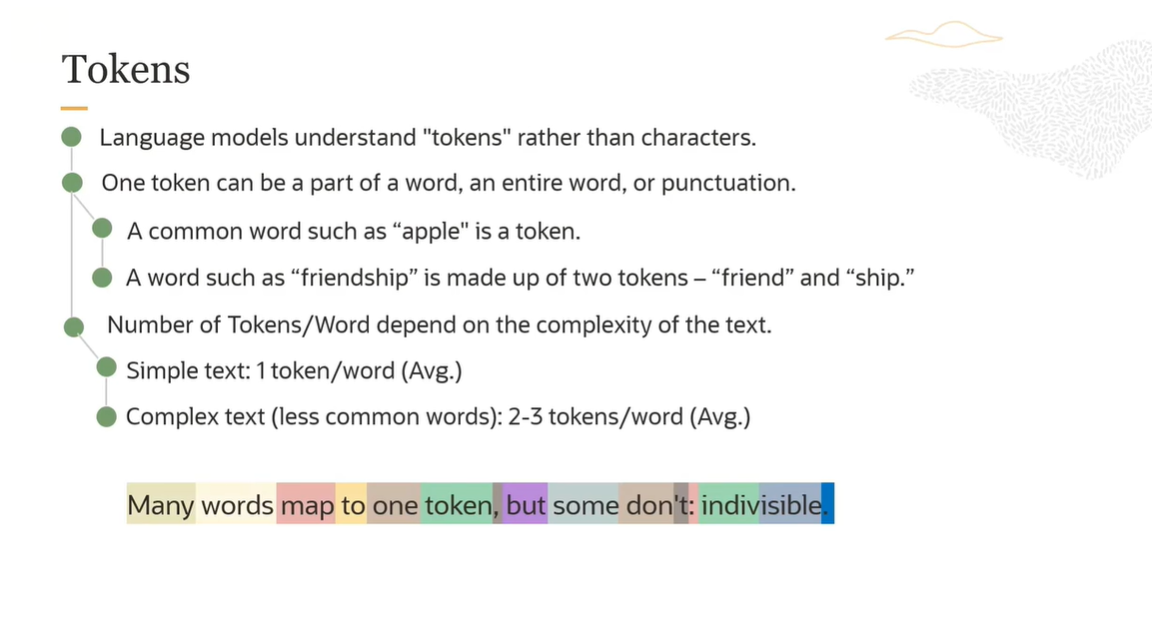 Tokens
Language models understand "tokens" rather than characters.
One token can be a part of a word, an entire word, or punctuation.
A common word such as “apple" is a token.
A word such as “friendship” is made up of two tokens – “friend” and “ship.”
Number of Tokens/Word depend on the complexity of the text.
Simple text: 1 token/word (Avg.)
Complex text (less common words): 2-3 tokens/word (Avg.)
Many words map to one token, but some don't: indivisible.